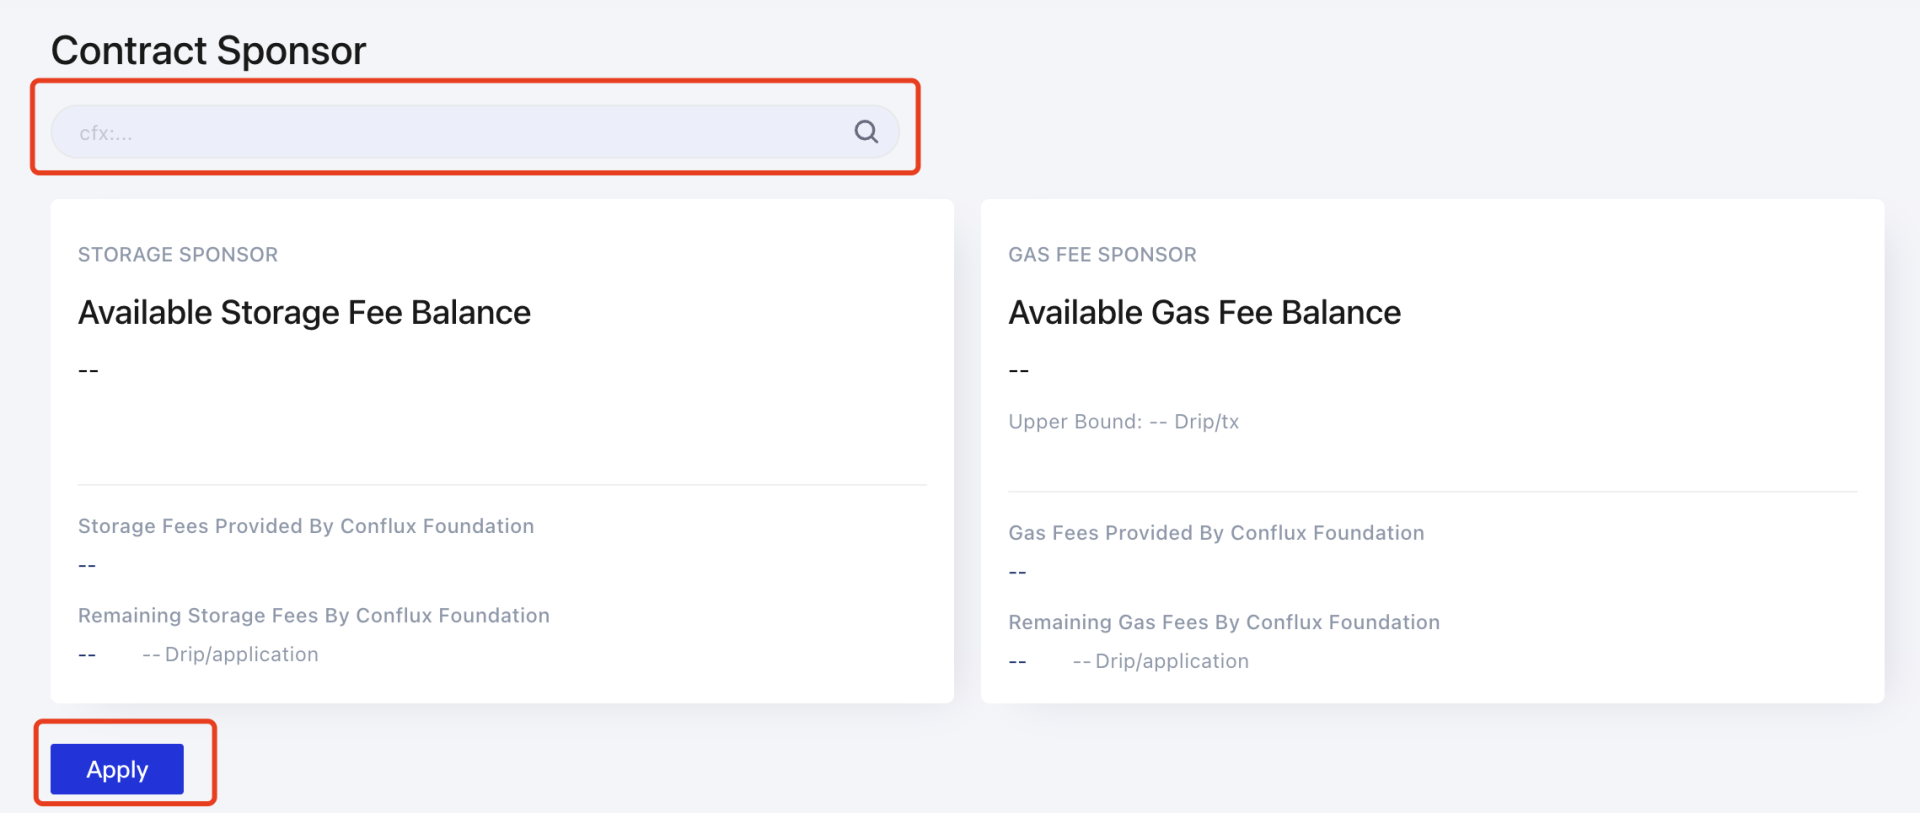 Contract Sponsor
cfx:...
STORAGE SPONSOR
Available Storage Fee Balance
--
Storage Fees Provided By Conflux Foundation
--
Remaining Storage Fees By Conflux Foundation
-- -- Drip/application
GAS FEE SPONSOR
Available Gas Fee Balance
--
Upper Bound: -- Drip/tx
Gas Fees Provided By Conflux Foundation
--
Remaining Gas Fees By Conflux Foundation
-- -- Drip/application
Apply